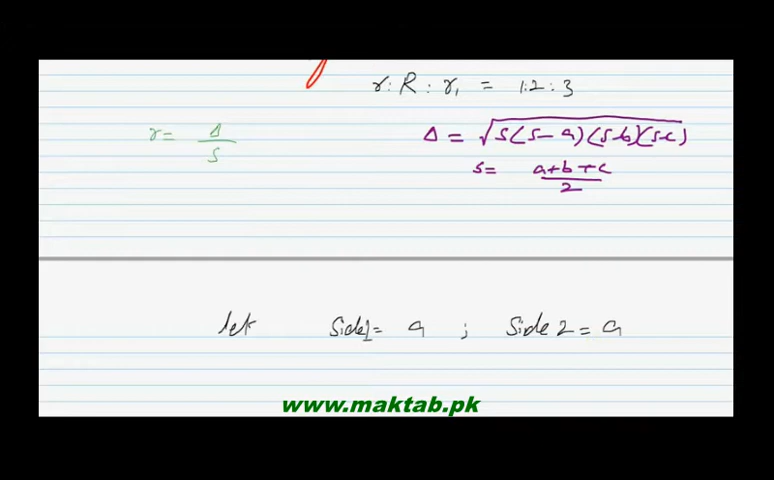 r : R : r₁ = 1:2 : 3
r = Δ / S
Δ = √S(S-a)(S-b)(S-c)
S = a+b+c / 2
let Side1 = a ; Side 2 = a
www.maktab.pk